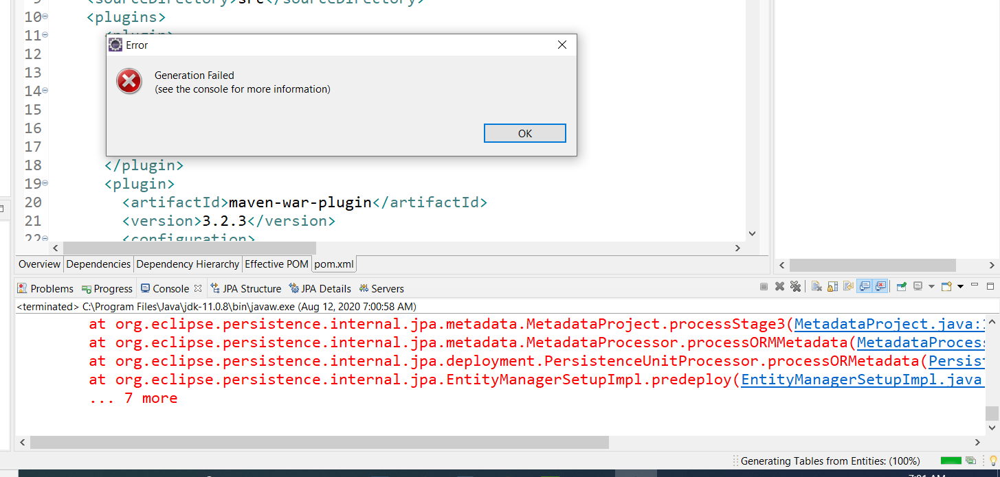 <sourceDirectory>src</sourceDirectory>
10 <plugins>
11 <plugin>
Error
12
13
Generation Failed
(see the console for more information)
14
15
16
OK
17
18 </plugin>
19 <plugin>
20 <artifactId>maven-war-plugin</artifactId>
21 <version>3.2.3</version>
22 <configuration>
Overview Dependencies Dependency Hierarchy Effective POM pom.xml
Problems Progress Console JPA Structure JPA Details Servers
<terminated> C:\Program Files\Java\jdk-11.0.8\bin\javaw.exe (Aug 12, 2020 7:00:58 AM)
at org.eclipse.persistence.internal.jpa.metadata.MetadataProject.processStage3(MetadataProject.java:
at org.eclipse.persistence.internal.jpa.metadata.MetadataProcessor.processORMMetadata(MetadataProces
at org.eclipse.persistence.internal.jpa.deployment.PersistenceUnitProcessor.processORMetadata(Persist
at org.eclipse.persistence.internal.jpa.EntityManagerSetupImpl.predeploy(EntityManagerSetupImpl.java
... 7 more
Generating Tables from Entities: (100%)
7:01 AM